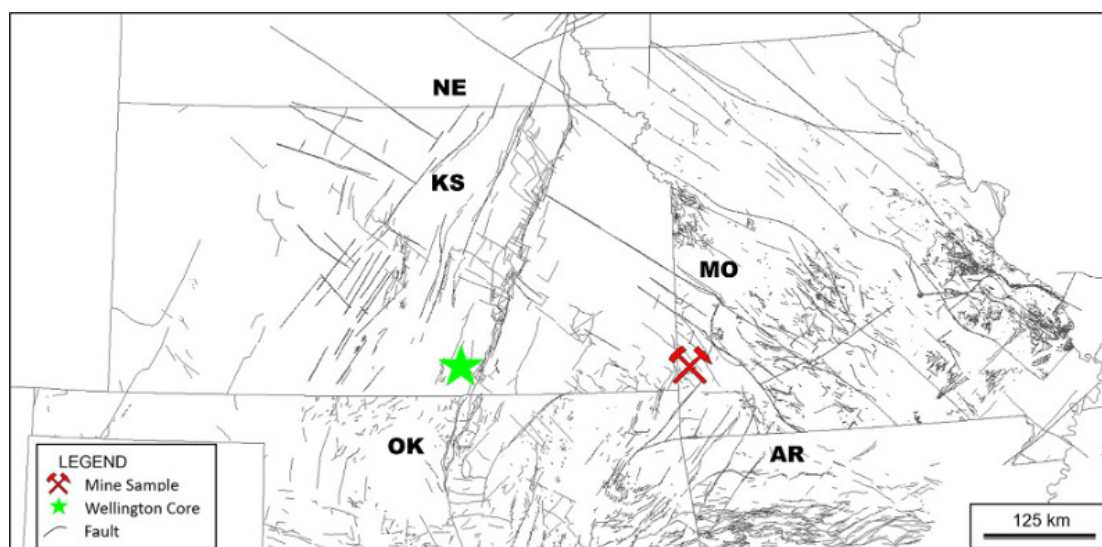 NE
KS
MO
OK
AR
LEGEND
Mine Sample
Wellington Core
Fault
125 km